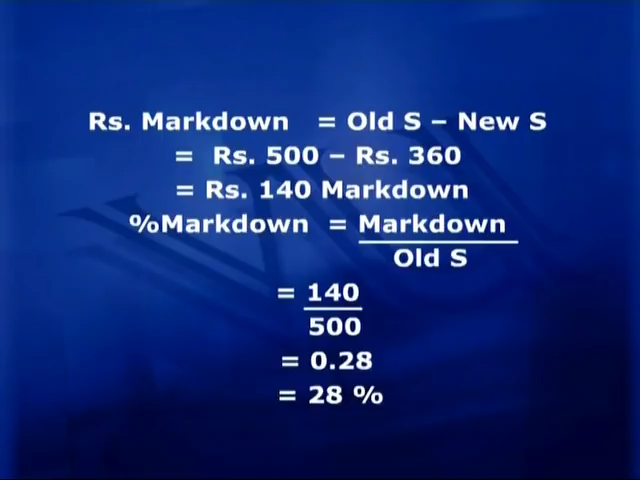 Rs. Markdown = Old S – New S
= Rs. 500 – Rs. 360
= Rs. 140 Markdown
%Markdown = Markdown
Old S
= 140
500
= 0.28
= 28 %
VU